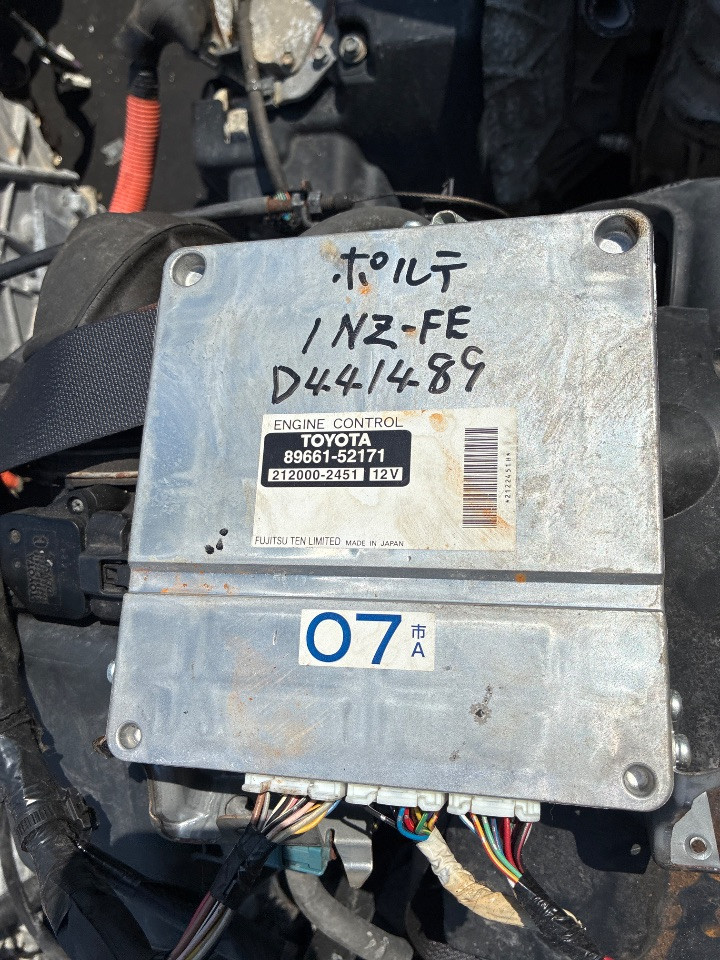 ポルテ
1NZ-FE
D441489
ENGINE CONTROL
TOYOTA
89661-52171
212000-2451 12V
FUJITSU TEN LIMITED MADE IN JAPAN
07 市A